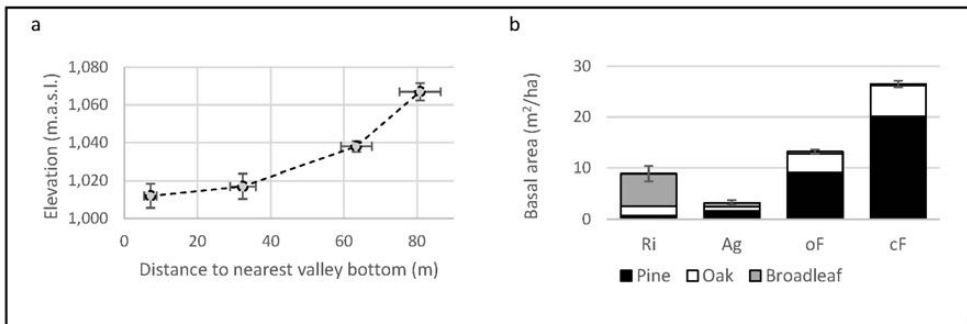 a
Elevation (m.a.s.l.)
1,080
1,060
1,040
1,020
1,000
0 20 40 60 80
Distance to nearest valley bottom (m)
b
Basal area (m²/ha)
30
20
10
0
Ri Ag oF cF
Pine Oak Broadleaf